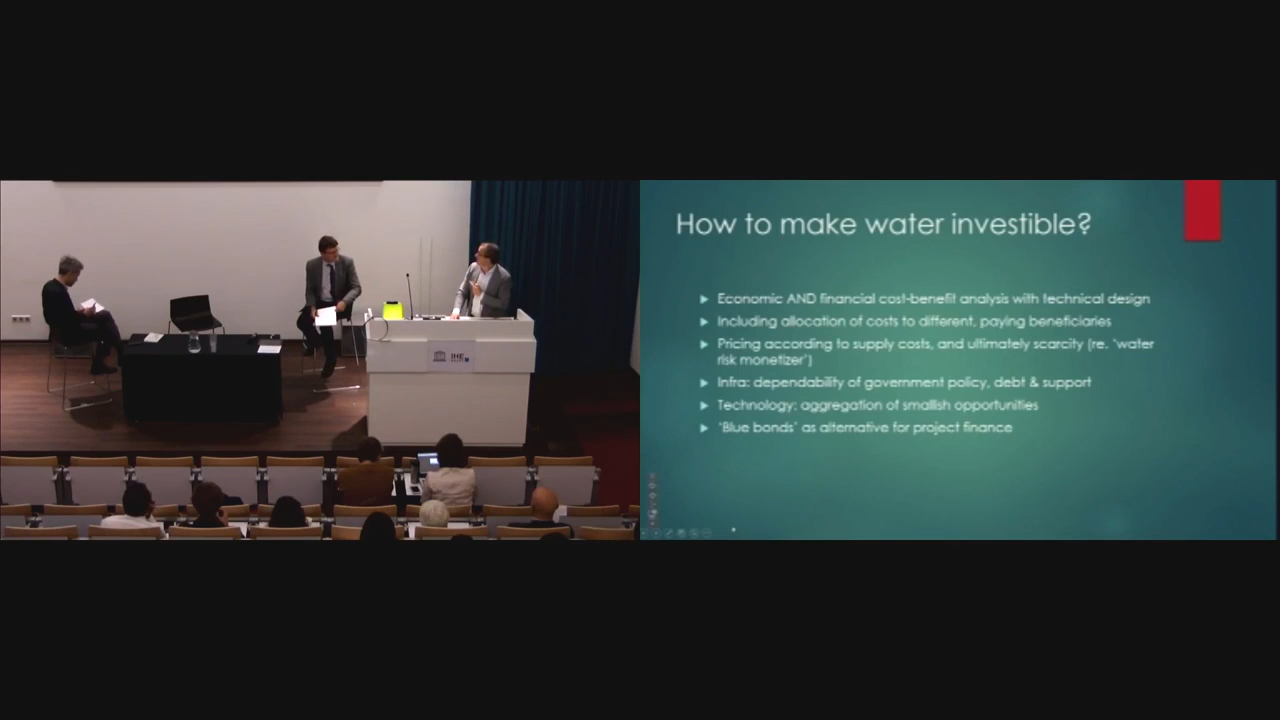 How to make water investible?
Economic AND financial cost-benefit analysis with technical design
Including allocation of costs to different, paying beneficiaries
Pricing according to supply costs, and ultimately scarcity (re. 'water
risk monetizer')
Infra: dependability of government policy, debt & support
Technology: aggregation of smallish opportunities
'Blue bonds' as alternative for project finance
IHE